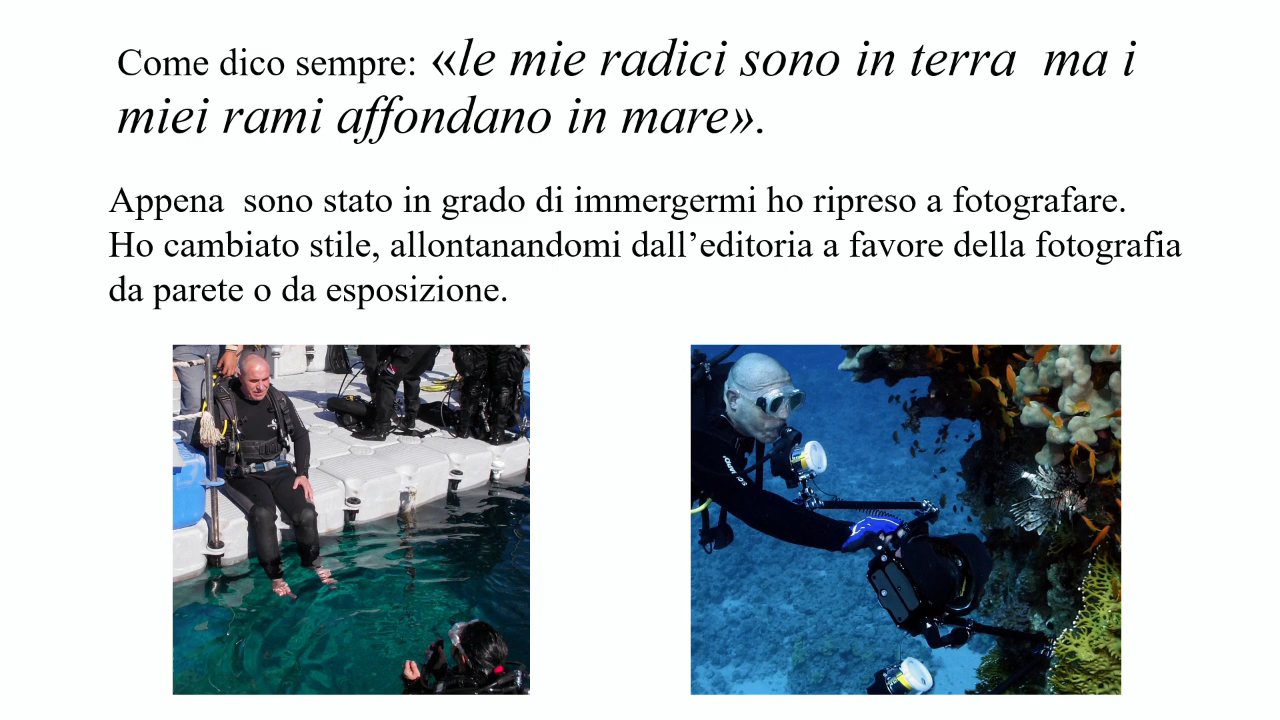 Come dico sempre: «le mie radici sono in terra ma i
miei rami affondano in mare».
Appena sono stato in grado di immergermi ho ripreso a fotografare.
Ho cambiato stile, allontanandomi dall’editoria a favore della fotografia
da parete o da esposizione.